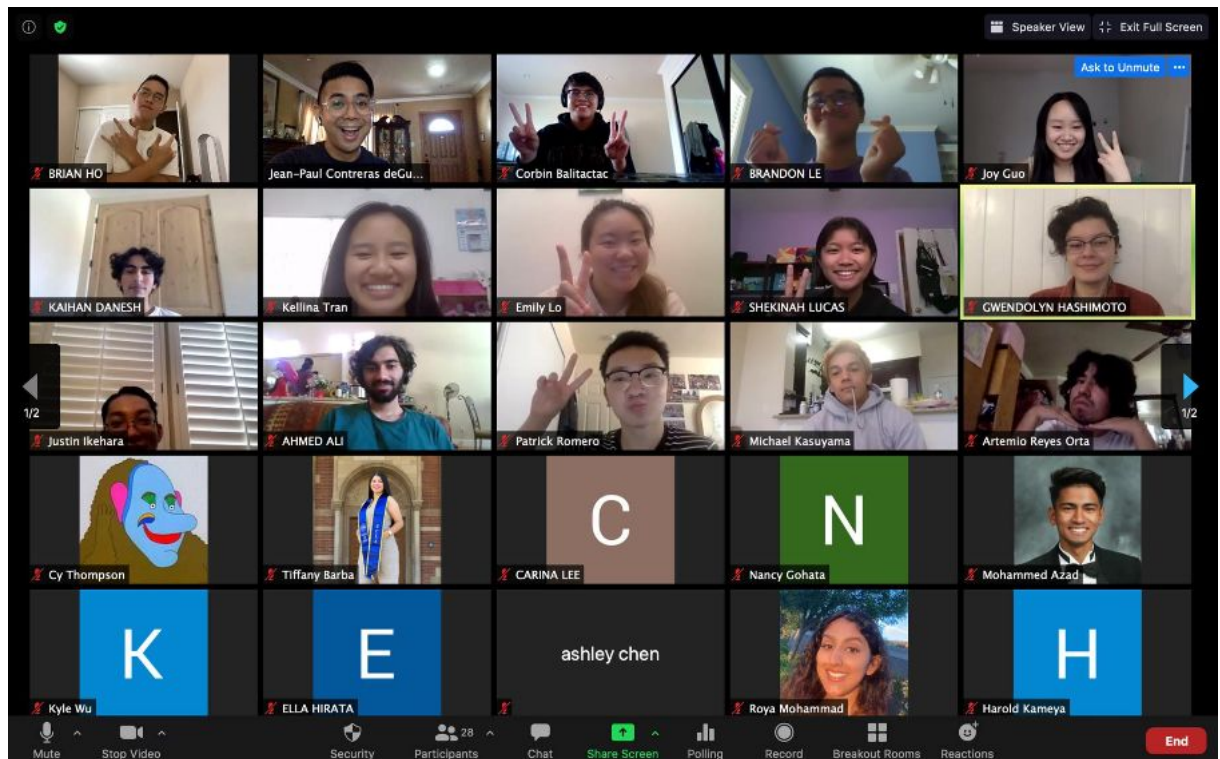 Speaker View Exit Full Screen
Ask to Unmute ...
BRIAN HO
Jean-Paul Contreras deGu...
Corbin Balitactac
BRANDON LE
Joy Guo
KAIHAN DANESH
Kellina Tran
Emily Lo
SHEKINAH LUCAS
GWENDOLYN HASHIMOTO
1/2
1/2
Justin Ikehara
AHMED ALI
Patrick Romero
Michael Kasuyama
Artemio Reyes Orta
Cy Thompson
Tiffany Barba
C
CARINA LEE
N
Nancy Gohata
Mohammed Azad
K
Kyle Wu
E
ELLA HIRATA
ashley chen
Roya Mohammad
H
Harold Kameya
Mute
Stop Video
Security
28
Participants
Chat
Share Screen
Polling
Record
Breakout Rooms
Reactions
End